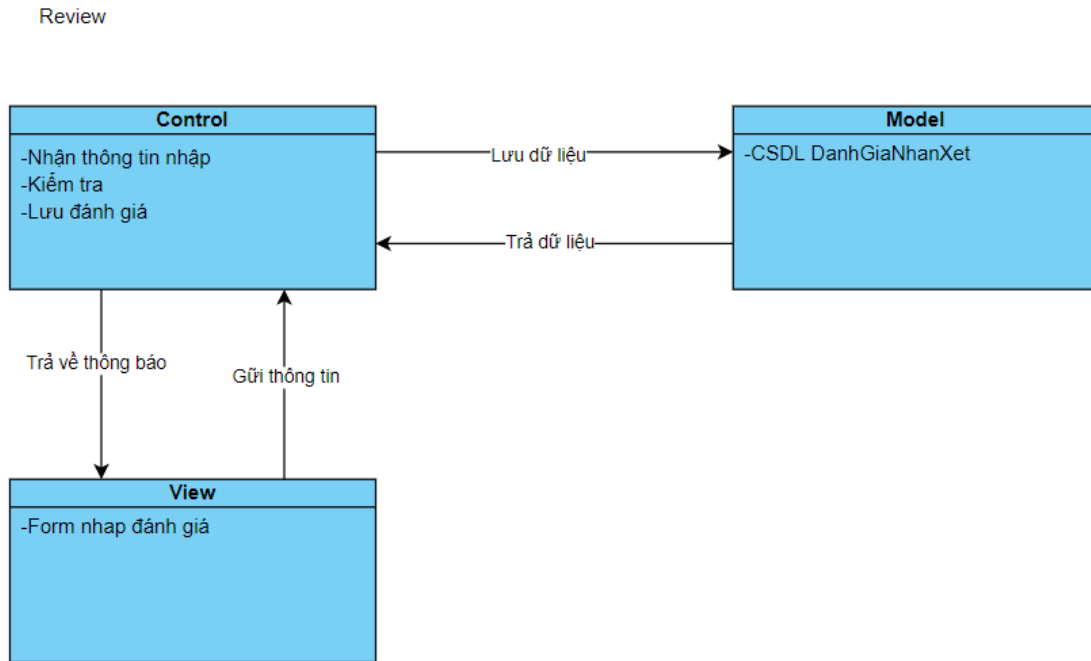 Review
Control
-Nhận thông tin nhập
-Kiểm tra
-Lưu đánh giá
Lưu dữ liệu
Trả dữ liệu
Model
-CSDL DanhGiaNhanXet
Trả về thông báo
Gữi thông tin
View
-Form nhap đánh giá